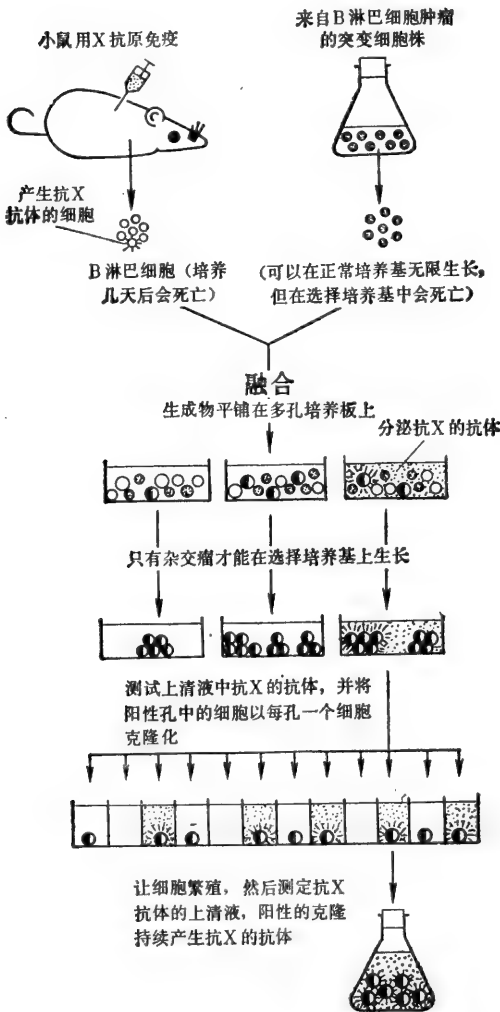 小鼠用X抗原免疫
来自B淋巴细胞肿瘤
的突变细胞株
产生抗X
抗体的细胞
B淋巴细胞（培养
几天后会死亡）
（可以在正常培养基无限生长，
但在选择培养基中会死亡）
融合
生成物平铺在多孔培养板上
分泌抗X的抗体
只有杂交瘤才能在选择培养基上生长
测试上清液中抗X的抗体，并将
阳性孔中的细胞以每孔一个细胞
克隆化
让细胞繁殖，然后测定抗X
抗体的上清液，阳性的克隆
持续产生抗X的抗体